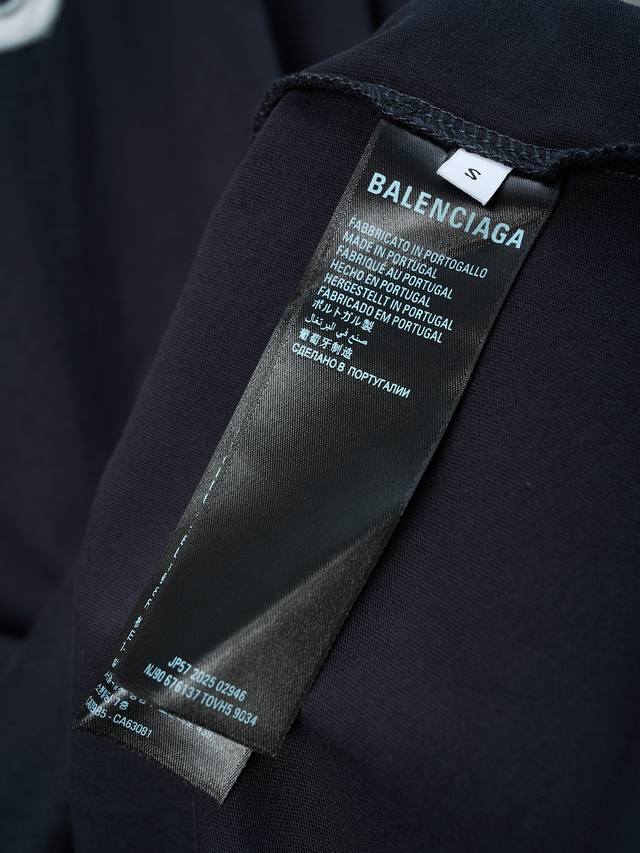 S
BALENCIAGA
FABBRICATO IN PORTOGALLO
MADE IN PORTUGAL
FABRIQUÉ AU PORTUGAL
HECHO EN PORTUGAL
HERGESTELLT IN PORTUGAL
FABRICADO EM PORTUGAL
ポルトガル製
صنع في البرتغال
葡萄牙制造
СДЕЛАНО В ПОРТУГАЛИИ
JP57 2025 02946
NJ90 676137 TOVH5 9034
CA63081